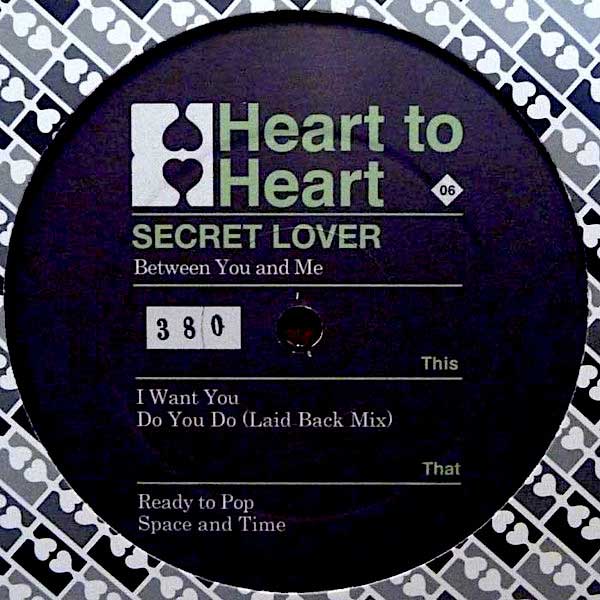 Heart to
Heart
06
SECRET LOVER
Between You and Me
380
This
I Want You
Do You Do (Laid Back Mix)
That
Ready to Pop
Space and Time